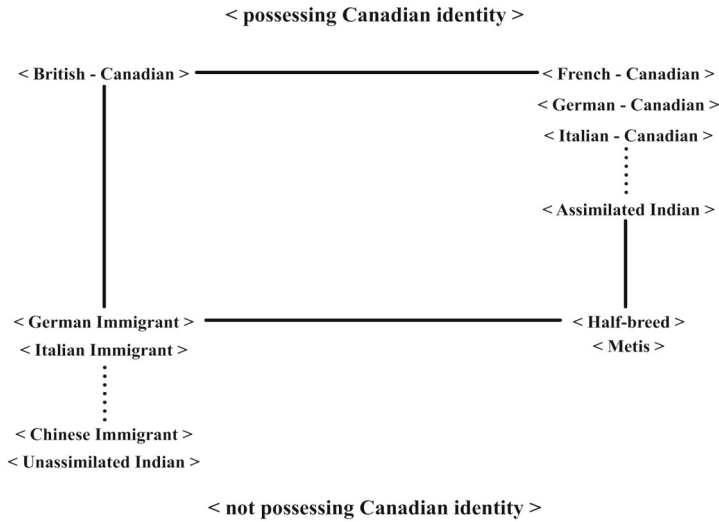 < possessing Canadian identity >
< British - Canadian >
< French - Canadian >
< German - Canadian >
< Italian - Canadian >
< Assimilated Indian >
< German Immigrant >
< Half-breed >
< Italian Immigrant >
< Metis >
< Chinese Immigrant >
< Unassimilated Indian >
< not possessing Canadian identity >